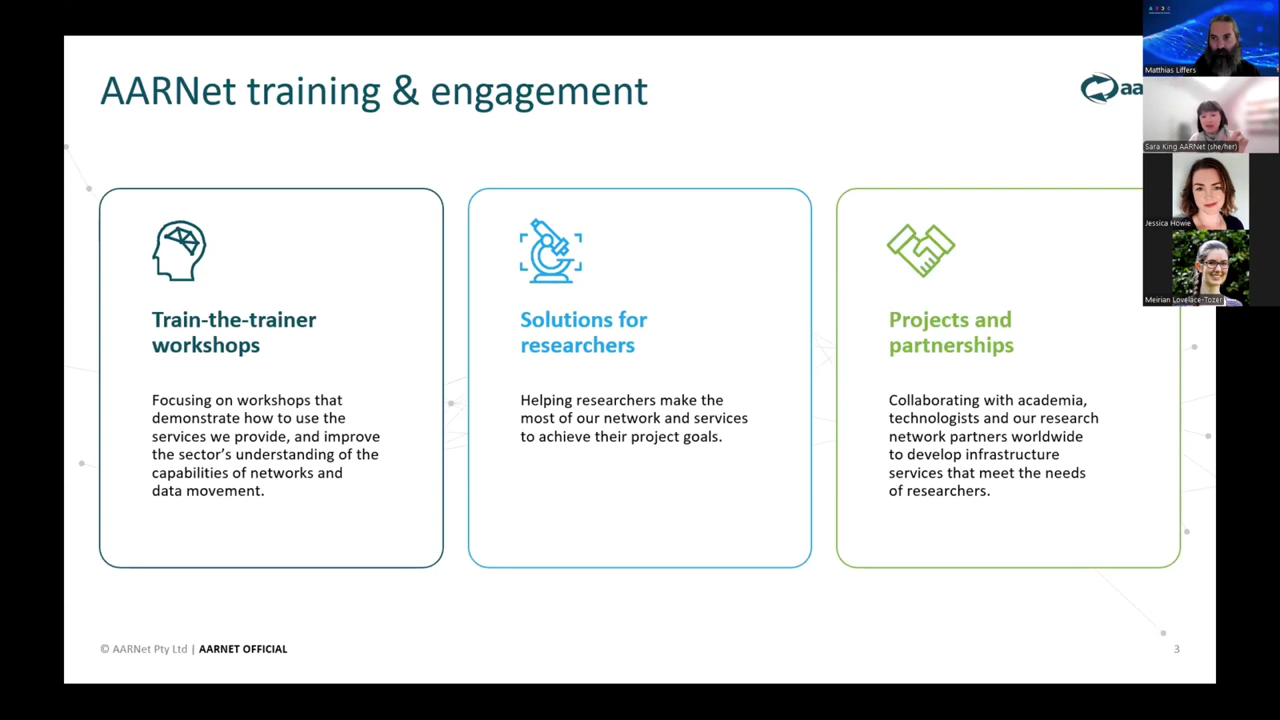 AARNet training & engagement
aa
Train-the-trainer
workshops
Focusing on workshops that
demonstrate how to use the
services we provide, and improve
the sector's understanding of the
capabilities of networks and
data movement.
Solutions for
researchers
Helping researchers make the
most of our network and services
to achieve their project goals.
Projects and
partnerships
Collaborating with academia,
technologists and our research
network partners worldwide
to develop infrastructure
services that meet the needs
of researchers.
© AARNet Pty Ltd | AARNET OFFICIAL
3
Matthias Liffers
Sara King AARNet (she/her)
Jessica Howie
Meirian Lovelace-Tozer